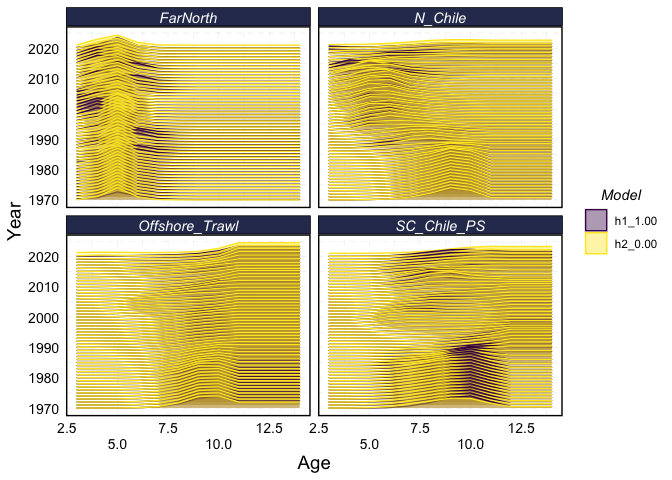 FarNorth
N_Chile
2020
2010
2000
1990
1980
1970
Offshore_Trawl
SC_Chile_PS
2020
2010
2000
1990
1980
1970
2.5
5.0
7.5
10.0
12.5
2.5
5.0
7.5
10.0
12.5
Age
Year
Model
h1_1.00
h2_0.00